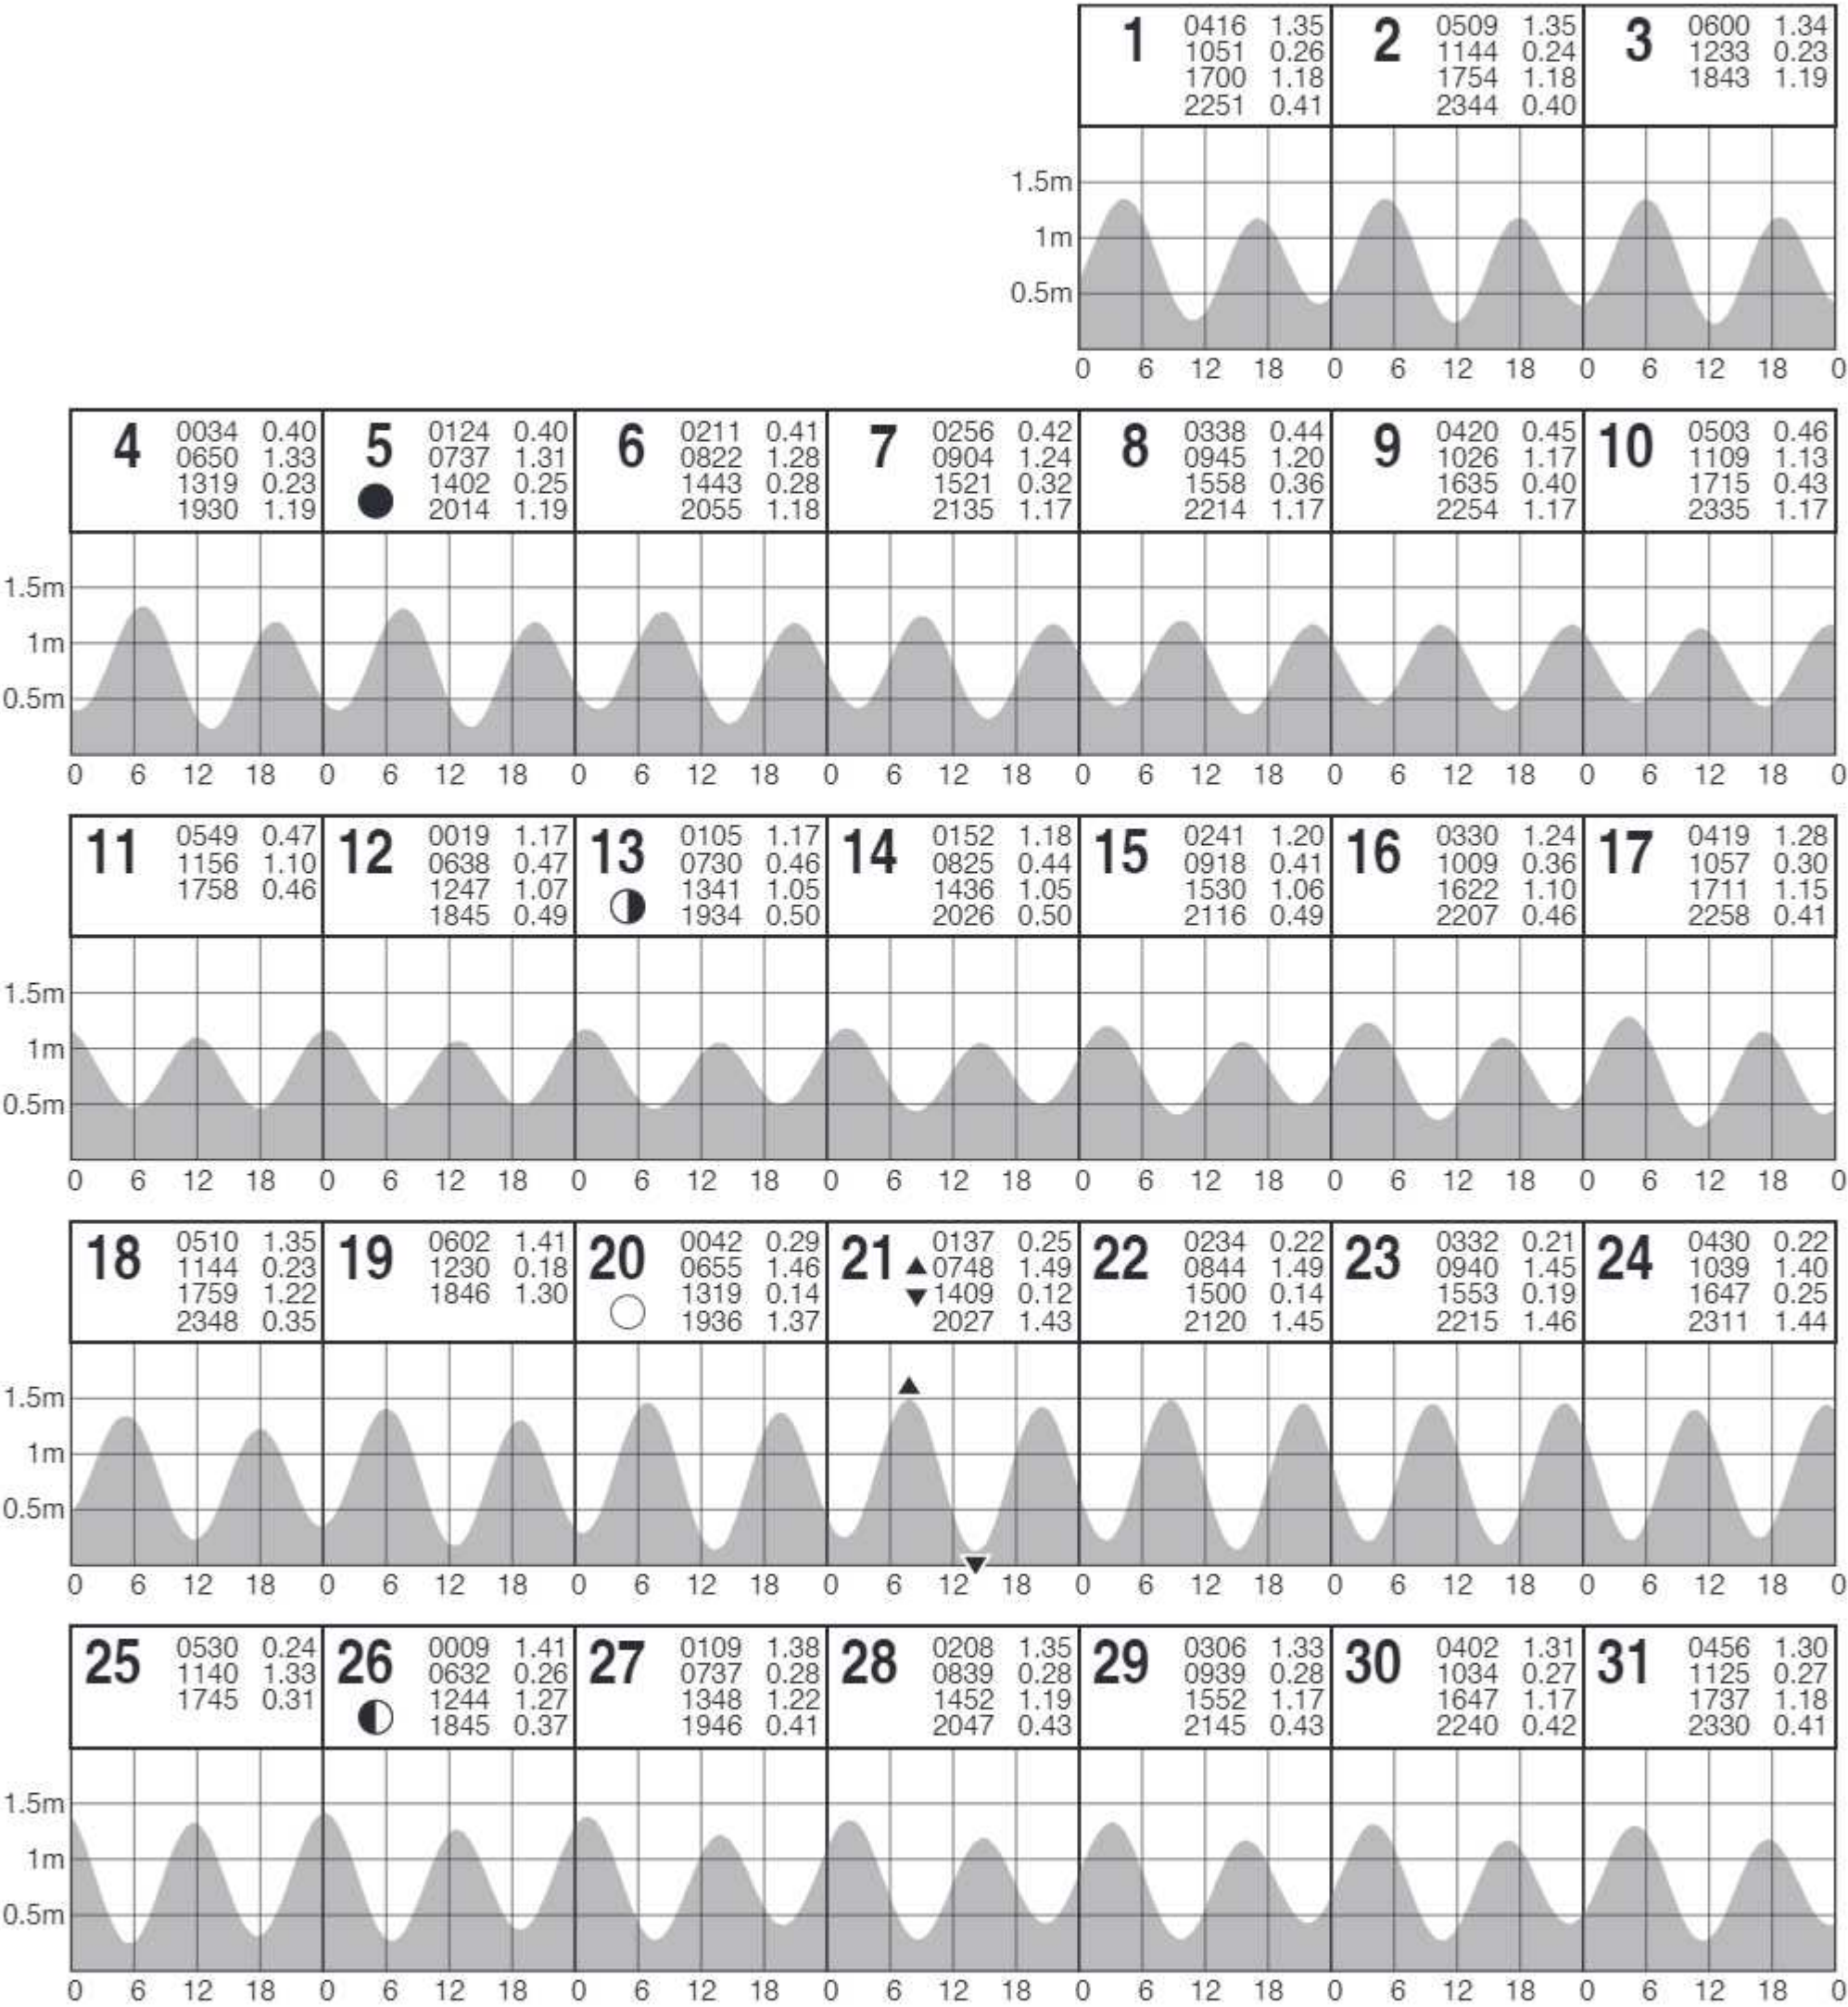 1 0416 1.35 2 0509 1.35 3 0600 1.34
1051 0.26 1144 0.24 1233 0.23
1700 1.18 1754 1.18 1843 1.19
2251 0.41 2344 0.40
1.5m
1m
0.5m
0 6 12 18 0 6 12 18 0 6 12 18 0
4 0034 0.40 5 0124 0.40 6 0211 0.41 7 0256 0.42 8 0338 0.44 9 0420 0.45 10 0503 0.46
0650 1.33 0737 1.31 0822 1.28 0904 1.24 0945 1.20 1026 1.17 1109 1.13
1319 0.23 1402 0.25 1443 0.28 1521 0.32 1558 0.36 1635 0.40 1715 0.43
1930 1.19 2014 1.19 2055 1.18 2135 1.17 2214 1.17 2254 1.17 2335 1.17
1.5m
1m
0.5m
0 6 12 18 0 6 12 18 0 6 12 18 0 6 12 18 0 6 12 18 0 6 12 18 0 6 12 18 0
11 0549 0.47 12 0019 1.17 13 0105 1.17 14 0152 1.18 15 0241 1.20 16 0330 1.24 17 0419 1.28
1156 1.10 0638 0.47 0730 0.46 0825 0.44 0918 0.41 1009 0.36 1057 0.30
1758 0.46 1247 1.07 1341 1.05 1436 1.05 1530 1.06 1622 1.10 1711 1.15
1845 0.49 1934 0.50 2026 0.50 2116 0.49 2207 0.46 2258 0.41
1.5m
1m
0.5m
0 6 12 18 0 6 12 18 0 6 12 18 0 6 12 18 0 6 12 18 0 6 12 18 0 6 12 18 0
18 0510 1.35 19 0602 1.41 20 0042 0.29 21 0137 0.25 22 0234 0.22 23 0332 0.21 24 0430 0.22
1144 0.23 1230 0.18 0655 1.46 ▲0748 1.49 0844 1.49 0940 1.45 1039 1.40
1759 1.22 1846 1.30 1319 0.14 ▼1409 0.12 1500 0.14 1553 0.19 1647 0.25
2348 0.35 1936 1.37 2027 1.43 2120 1.45 2215 1.46 2311 1.44
1.5m
1m
0.5m
0 6 12 18 0 6 12 18 0 6 12 18 0 6 12 18 0 6 12 18 0 6 12 18 0 6 12 18 0
25 0530 0.24 26 0009 1.41 27 0109 1.38 28 0208 1.35 29 0306 1.33 30 0402 1.31 31 0456 1.30
1140 1.33 0632 0.26 0737 0.28 0839 0.28 0939 0.28 1034 0.27 1125 0.27
1745 0.31 1244 1.27 1348 1.22 1452 1.19 1552 1.17 1647 1.17 1737 1.18
1845 0.37 1946 0.41 2047 0.43 2145 0.43 2240 0.42 2330 0.41
1.5m
1m
0.5m
0 6 12 18 0 6 12 18 0 6 12 18 0 6 12 18 0 6 12 18 0 6 12 18 0 6 12 18 0